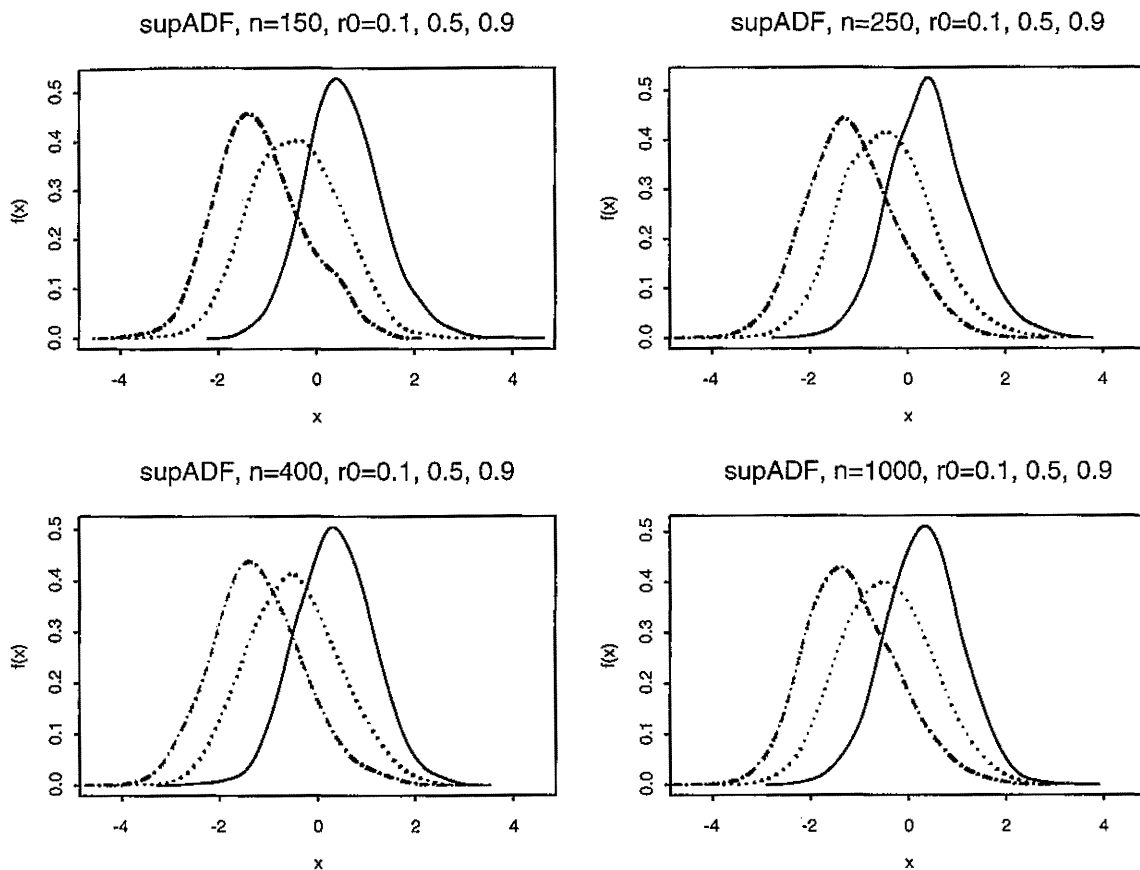 supADF, n=150, r0=0.1, 0.5, 0.9
f(x)
0.5
0.4
0.3
0.2
0.1
0.0
-4 -2 0 2 4
x
supADF, n=250, r0=0.1, 0.5, 0.9
f(x)
0.5
0.4
0.3
0.2
0.1
0.0
-4 -2 0 2 4
x
supADF, n=400, r0=0.1, 0.5, 0.9
f(x)
0.5
0.4
0.3
0.2
0.1
0.0
-4 -2 0 2 4
x
supADF, n=1000, r0=0.1, 0.5, 0.9
f(x)
0.5
0.4
0.3
0.2
0.1
0.0
-4 -2 0 2 4
x